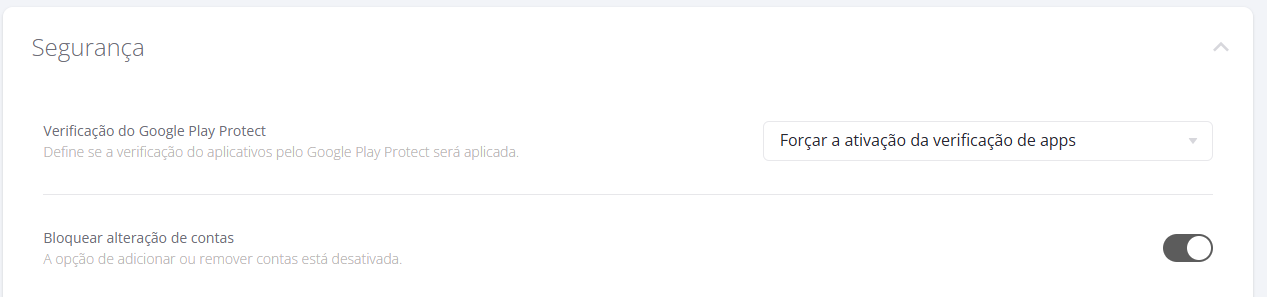 Segurança
Verificação do Google Play Protect
Forçar a ativação da verificação de apps
Define se a verificação do aplicativos pelo Google Play Protect será aplicada.
Bloquear alteração de contas
A opção de adicionar ou remover contas está desativada.